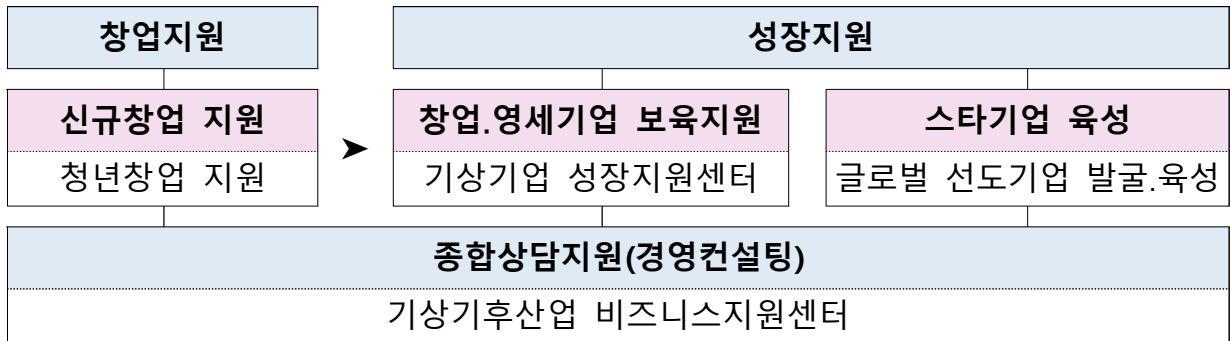 창업지원
성장지원
신규창업 지원
청년창업 지원
➤
창업.영세기업 보육지원
기상기업 성장지원센터
스타기업 육성
글로벌 선도기업 발굴.육성
종합상담지원(경영컨설팅)
기상기후산업 비즈니스지원센터